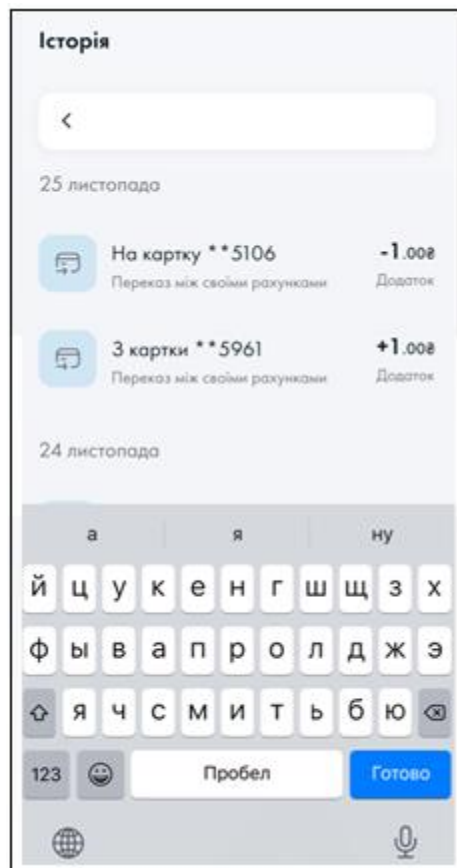 Історія
25 листопада
На картку **5106 -1.00₴
Переказ між своїми рахунками Додаток
З картки **5961 +1.00₴
Переказ між своїми рахунками Додаток
24 листопада
а я ну
й ц у к е н г ш щ з х
ф ы в а п р о л д ж э
я ч с м и т ь б ю
123 Пробел Готово